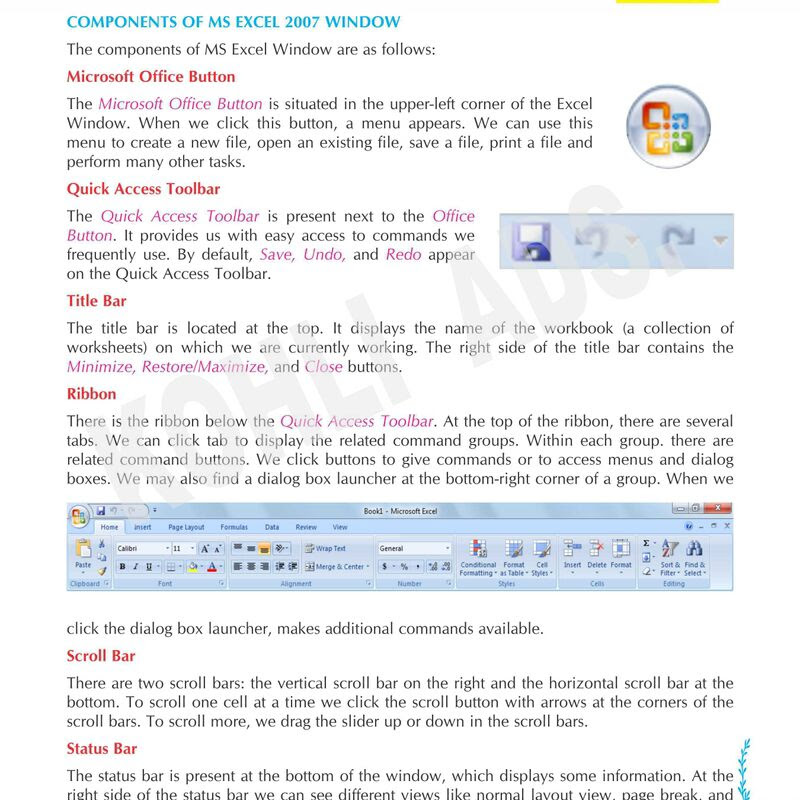 COMPONENTS OF MS EXCEL 2007 WINDOW
The components of MS Excel Window are as follows:
Microsoft Office Button
The Microsoft Office Button is situated in the upper-left corner of the Excel
Window. When we click this button, a menu appears. We can use this
menu to create a new file, open an existing file, save a file, print a file and
perform many other tasks.
Quick Access Toolbar
The Quick Access Toolbar is present next to the Office
Button. It provides us with easy access to commands we
frequently use. By default, Save, Undo, and Redo appear
on the Quick Access Toolbar.
Title Bar
The title bar is located at the top. It displays the name of the workbook (a collection of
worksheets) on which we are currently working. The right side of the title bar contains the
Minimize, Restore/Maximize, and Close buttons.
Ribbon
There is the ribbon below the Quick Access Toolbar. At the top of the ribbon, there are several
tabs. We can click tab to display the related command groups. Within each group. there are
related command buttons. We click buttons to give commands or to access menus and dialog
boxes. We may also find a dialog box launcher at the bottom-right corner of a group. When we
Book1 - Microsoft Excel
Home Insert Page Layout Formulas Data Review View
Calibri 11 A A Wrap Text General Σ
Paste B I U A Merge & Center $ % , Conditional Formatting Format as Table Cell Styles Insert Delete Format Sort & Filter Find & Select
Clipboard Font Alignment Number Styles Cells Editing
click the dialog box launcher, makes additional commands available.
Scroll Bar
There are two scroll bars: the vertical scroll bar on the right and the horizontal scroll bar at the
bottom. To scroll one cell at a time we click the scroll button with arrows at the corners of the
scroll bars. To scroll more, we drag the slider up or down in the scroll bars.
Status Bar
The status bar is present at the bottom of the window, which displays some information. At the
right side of the status bar we can see different views like normal layout view, page break, and
KOHLI ADS.